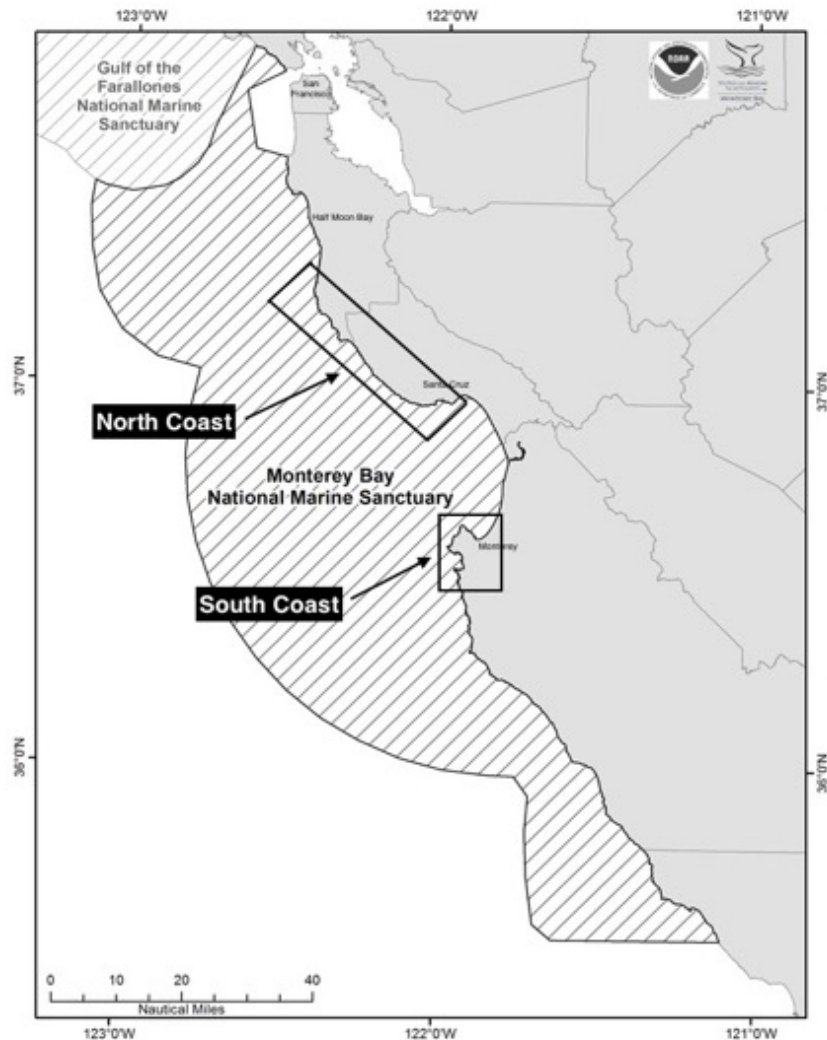 123°0'W 122°0'W 121°0'W
Gulf of the
Farallones
National Marine
Sanctuary
San
Francisco
NOAA
Half Moon Bay
37°0'N
37°0'N
Santa Cruz
North Coast
Monterey Bay
National Marine Sanctuary
Monterey
South Coast
36°0'N
36°0'N
0 10 20 40
Nautical Miles
123°0'W 122°0'W 121°0'W